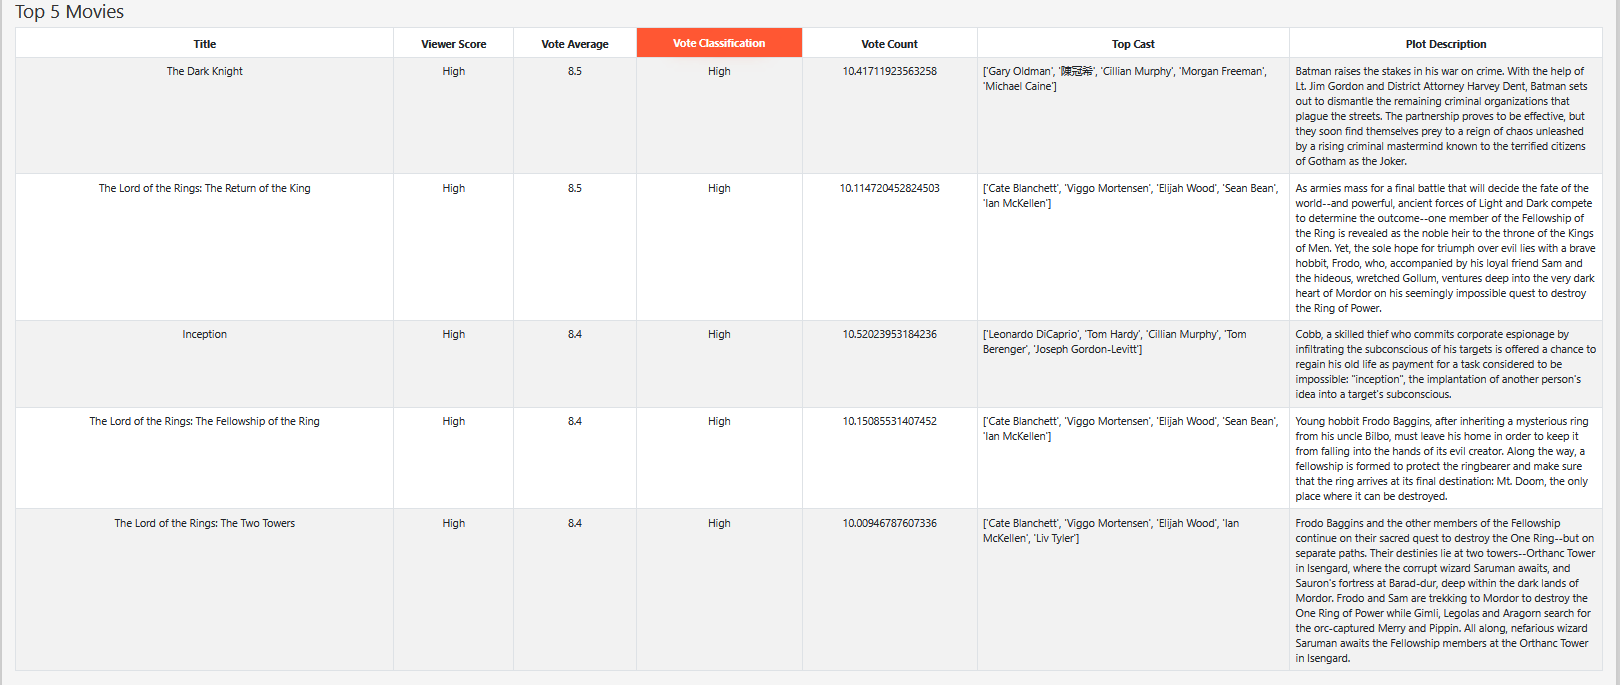 Top 5 Movies
Title Viewer Score Vote Average Vote Classification Vote Count Top Cast Plot Description
The Dark Knight High 8.5 High 10.41711923563258 ['Gary Oldman', '陳冠希', 'Cillian Murphy', 'Morgan Freeman', Batman raises the stakes in his war on crime. With the help of
'Michael Caine'] Lt. Jim Gordon and District Attorney Harvey Dent, Batman sets
out to dismantle the remaining criminal organizations that
plague the streets. The partnership proves to be effective, but
they soon find themselves prey to a reign of chaos unleashed
by a rising criminal mastermind known to the terrified citizens
of Gotham as the Joker.
The Lord of the Rings: The Return of the King High 8.5 High 10.114720452824503 ['Cate Blanchett', 'Viggo Mortensen', 'Elijah Wood', 'Sean Bean', As armies mass for a final battle that will decide the fate of the
'Ian McKellen'] world--and powerful, ancient forces of Light and Dark compete
to determine the outcome--one member of the Fellowship of
the Ring is revealed as the noble heir to the throne of the Kings
of Men. Yet, the sole hope for triumph over evil lies with a brave
hobbit, Frodo, who, accompanied by his loyal friend Sam and
the hideous, wretched Gollum, ventures deep into the very dark
heart of Mordor on his seemingly impossible quest to destroy
the Ring of Power.
Inception High 8.4 High 10.52023953184236 ['Leonardo DiCaprio', 'Tom Hardy', 'Cillian Murphy', 'Tom Cobb, a skilled thief who commits corporate espionage by
Berenger', 'Joseph Gordon-Levitt'] infiltrating the subconscious of his targets is offered a chance to
regain his old life as payment for a task considered to be
impossible: "inception", the implantation of another person's
idea into a target's subconscious.
The Lord of the Rings: The Fellowship of the Ring High 8.4 High 10.15085531407452 ['Cate Blanchett', 'Viggo Mortensen', 'Elijah Wood', 'Sean Bean', Young hobbit Frodo Baggins, after inheriting a mysterious ring
'Ian McKellen'] from his uncle Bilbo, must leave his home in order to keep it
from falling into the hands of its evil creator. Along the way, a
fellowship is formed to protect the ringbearer and make sure
that the ring arrives at its final destination: Mt. Doom, the only
place where it can be destroyed.
The Lord of the Rings: The Two Towers High 8.4 High 10.00946787607336 ['Cate Blanchett', 'Viggo Mortensen', 'Elijah Wood', 'Ian Frodo Baggins and the other members of the Fellowship
McKellen', 'Liv Tyler'] continue on their sacred quest to destroy the One Ring--but on
separate paths. Their destinies lie at two towers--Orthanc Tower
in Isengard, where the corrupt wizard Saruman awaits, and
Sauron's fortress at Barad-dur, deep within the dark lands of
Mordor. Frodo and Sam are trekking to Mordor to destroy the
One Ring of Power while Gimli, Legolas and Aragorn search for
the orc-captured Merry and Pippin. All along, nefarious wizard
Saruman awaits the Fellowship members at the Orthanc Tower
in Isengard.